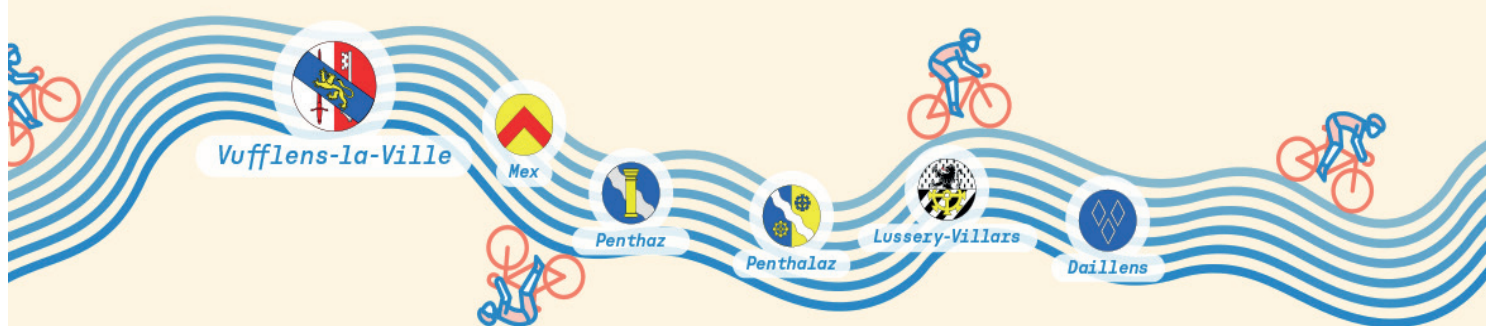 Vufflens-la-Ville
Mex
Penthaz
Penthalaz
Lussery-Villars
Daillens